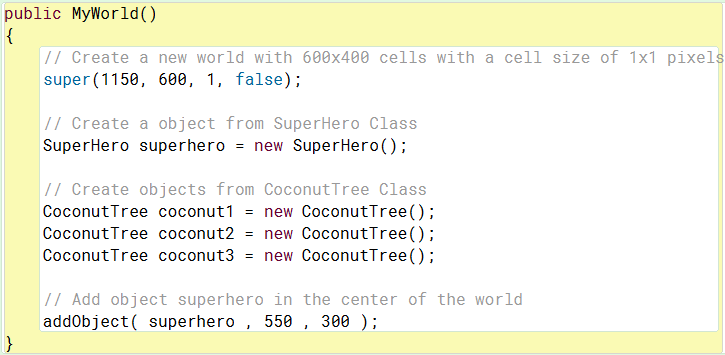 public MyWorld()
{
// Create a new world with 600x400 cells with a cell size of 1x1 pixels
super(1150, 600, 1, false);
// Create a object from SuperHero Class
SuperHero superhero = new SuperHero();
// Create objects from CoconutTree Class
CoconutTree coconut1 = new CoconutTree();
CoconutTree coconut2 = new CoconutTree();
CoconutTree coconut3 = new CoconutTree();
// Add object superhero in the center of the world
addObject( superhero , 550 , 300 );
}